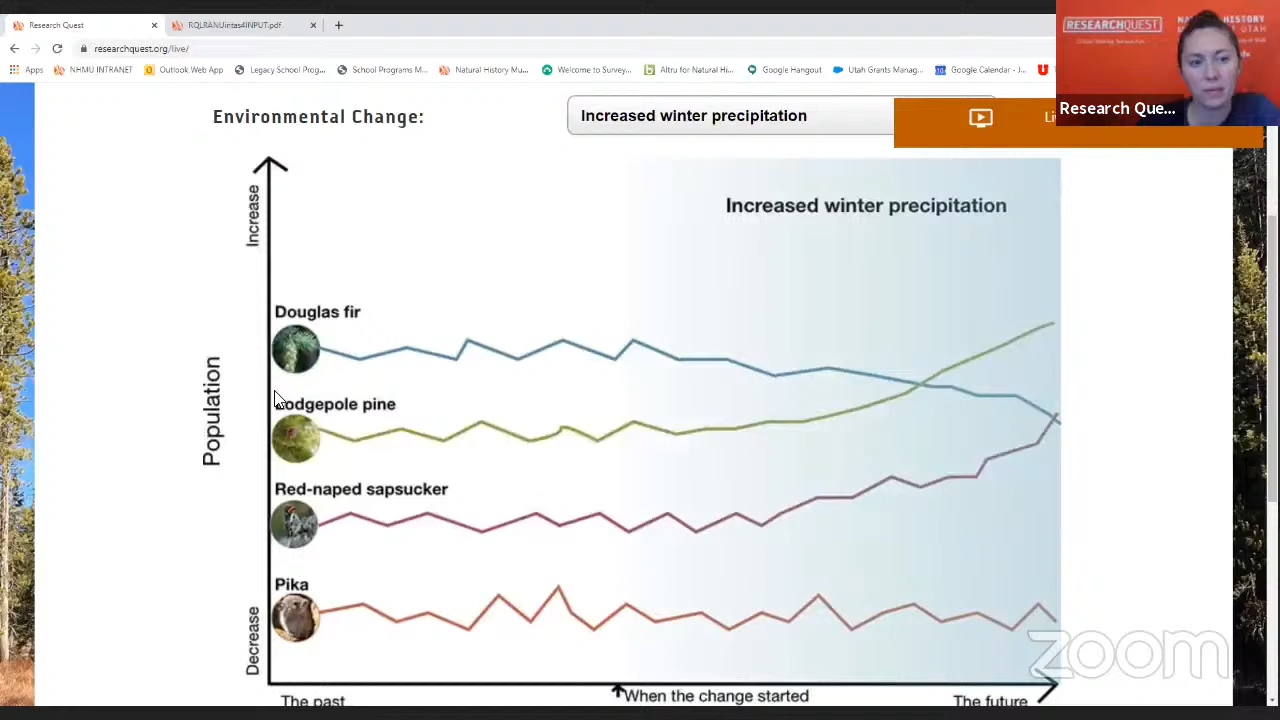 Research Quest
RQLRANUintas4INPUT.pdf
researchquest.org/live/
Apps
NHMU INTRANET
Outlook Web App
Legacy School Prog...
School Programs M...
Natural History Mu...
Welcome to Survey...
Altru for Natural Hi...
Google Hangout
Utah Grants Manag...
Google Calendar - J...
RESEARCHQUEST
Research Que...
Environmental Change:
Increased winter precipitation
Increased winter precipitation
Increase
Population
Decrease
Douglas fir
Lodgepole pine
Red-naped sapsucker
Pika
The past
When the change started
The future
zoom